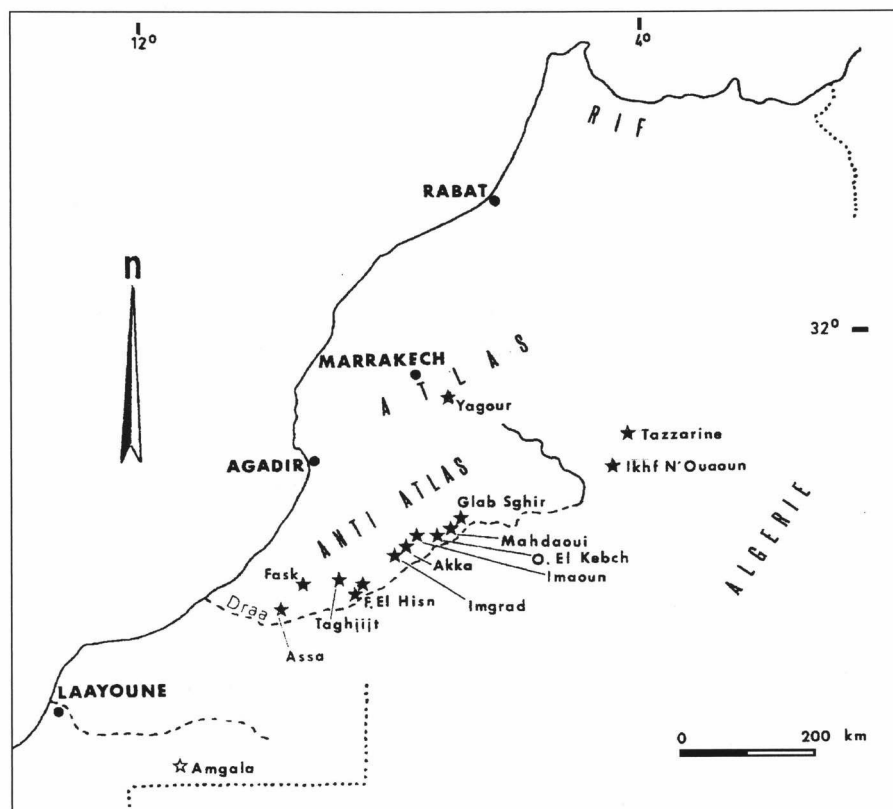 12°
4°
RIF
RABAT
n
32°
MARRAKECH
ATLAS
Yagour
Tazzarine
AGADIR
Ikhf N'Ouaoun
ANTI ATLAS
Glab Sghir
ALGERIE
Mahdaoui
O. El Kebch
Fask
Akka
Imaoun
Draa
F. El Hisn
Imgrad
Taghjijt
Assa
LAAYOUNE
Amgala
0 200 km